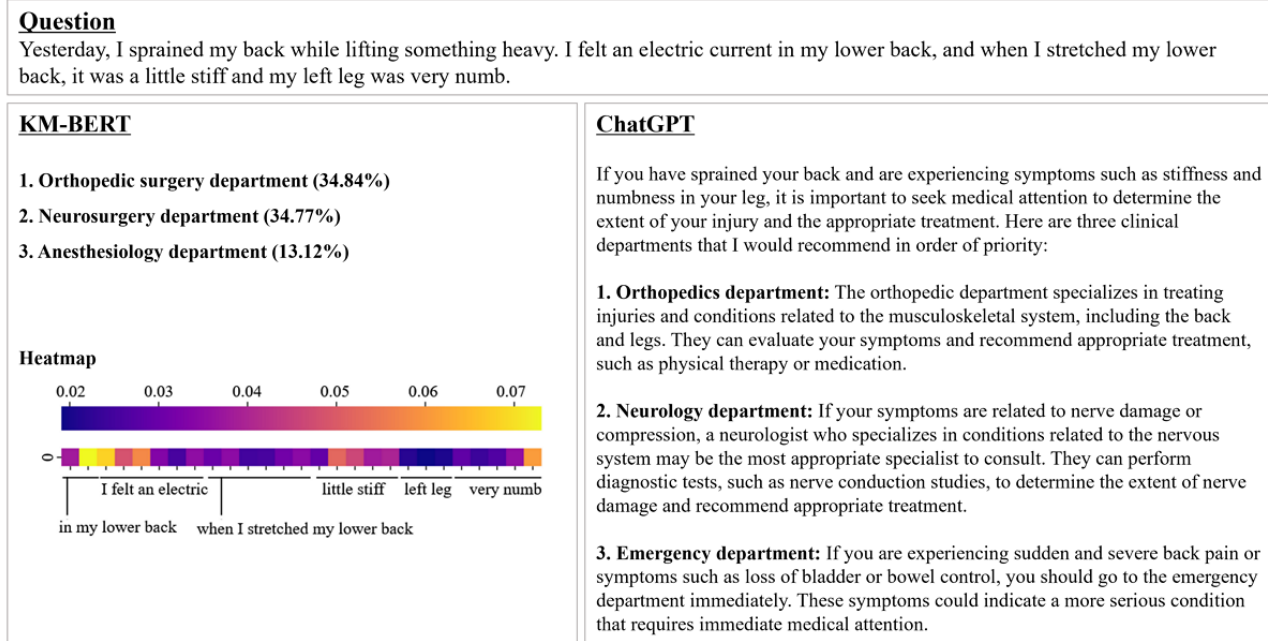 Question
Yesterday, I sprained my back while lifting something heavy. I felt an electric current in my lower back, and when I stretched my lower
back, it was a little stiff and my left leg was very numb.
KM-BERT
1. Orthopedic surgery department (34.84%)
2. Neurosurgery department (34.77%)
3. Anesthesiology department (13.12%)
Heatmap
0.02 0.03 0.04 0.05 0.06 0.07
0
I felt an electric little stiff left leg very numb
in my lower back when I stretched my lower back
ChatGPT
If you have sprained your back and are experiencing symptoms such as stiffness and
numbness in your leg, it is important to seek medical attention to determine the
extent of your injury and the appropriate treatment. Here are three clinical
departments that I would recommend in order of priority:
1. Orthopedics department: The orthopedic department specializes in treating
injuries and conditions related to the musculoskeletal system, including the back
and legs. They can evaluate your symptoms and recommend appropriate treatment,
such as physical therapy or medication.
2. Neurology department: If your symptoms are related to nerve damage or
compression, a neurologist who specializes in conditions related to the nervous
system may be the most appropriate specialist to consult. They can perform
diagnostic tests, such as nerve conduction studies, to determine the extent of nerve
damage and recommend appropriate treatment.
3. Emergency department: If you are experiencing sudden and severe back pain or
symptoms such as loss of bladder or bowel control, you should go to the emergency
department immediately. These symptoms could indicate a more serious condition
that requires immediate medical attention.